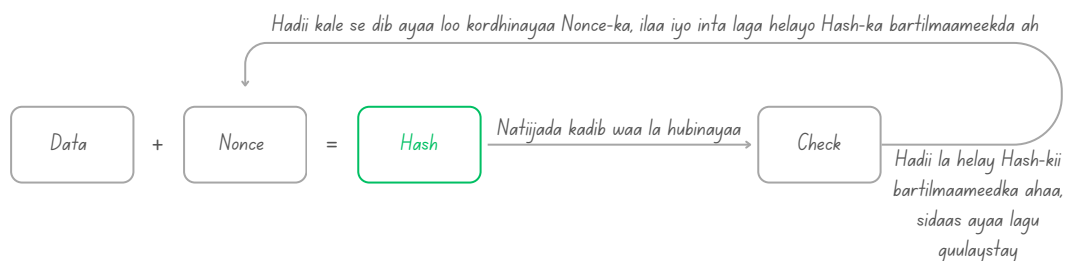 Hadii kale se dib ayaa loo kordhinayaa Nonce-ka, ilaa iyo inta laga helayo Hash-ka bartilmaameekda ah
Data + Nonce = Hash
Natiijada kadib waa la hubinayaa
Check
Hadii la helay Hash-kii
bartilmaameedka ahaa,
sidaas ayaa lagu
guulaystay